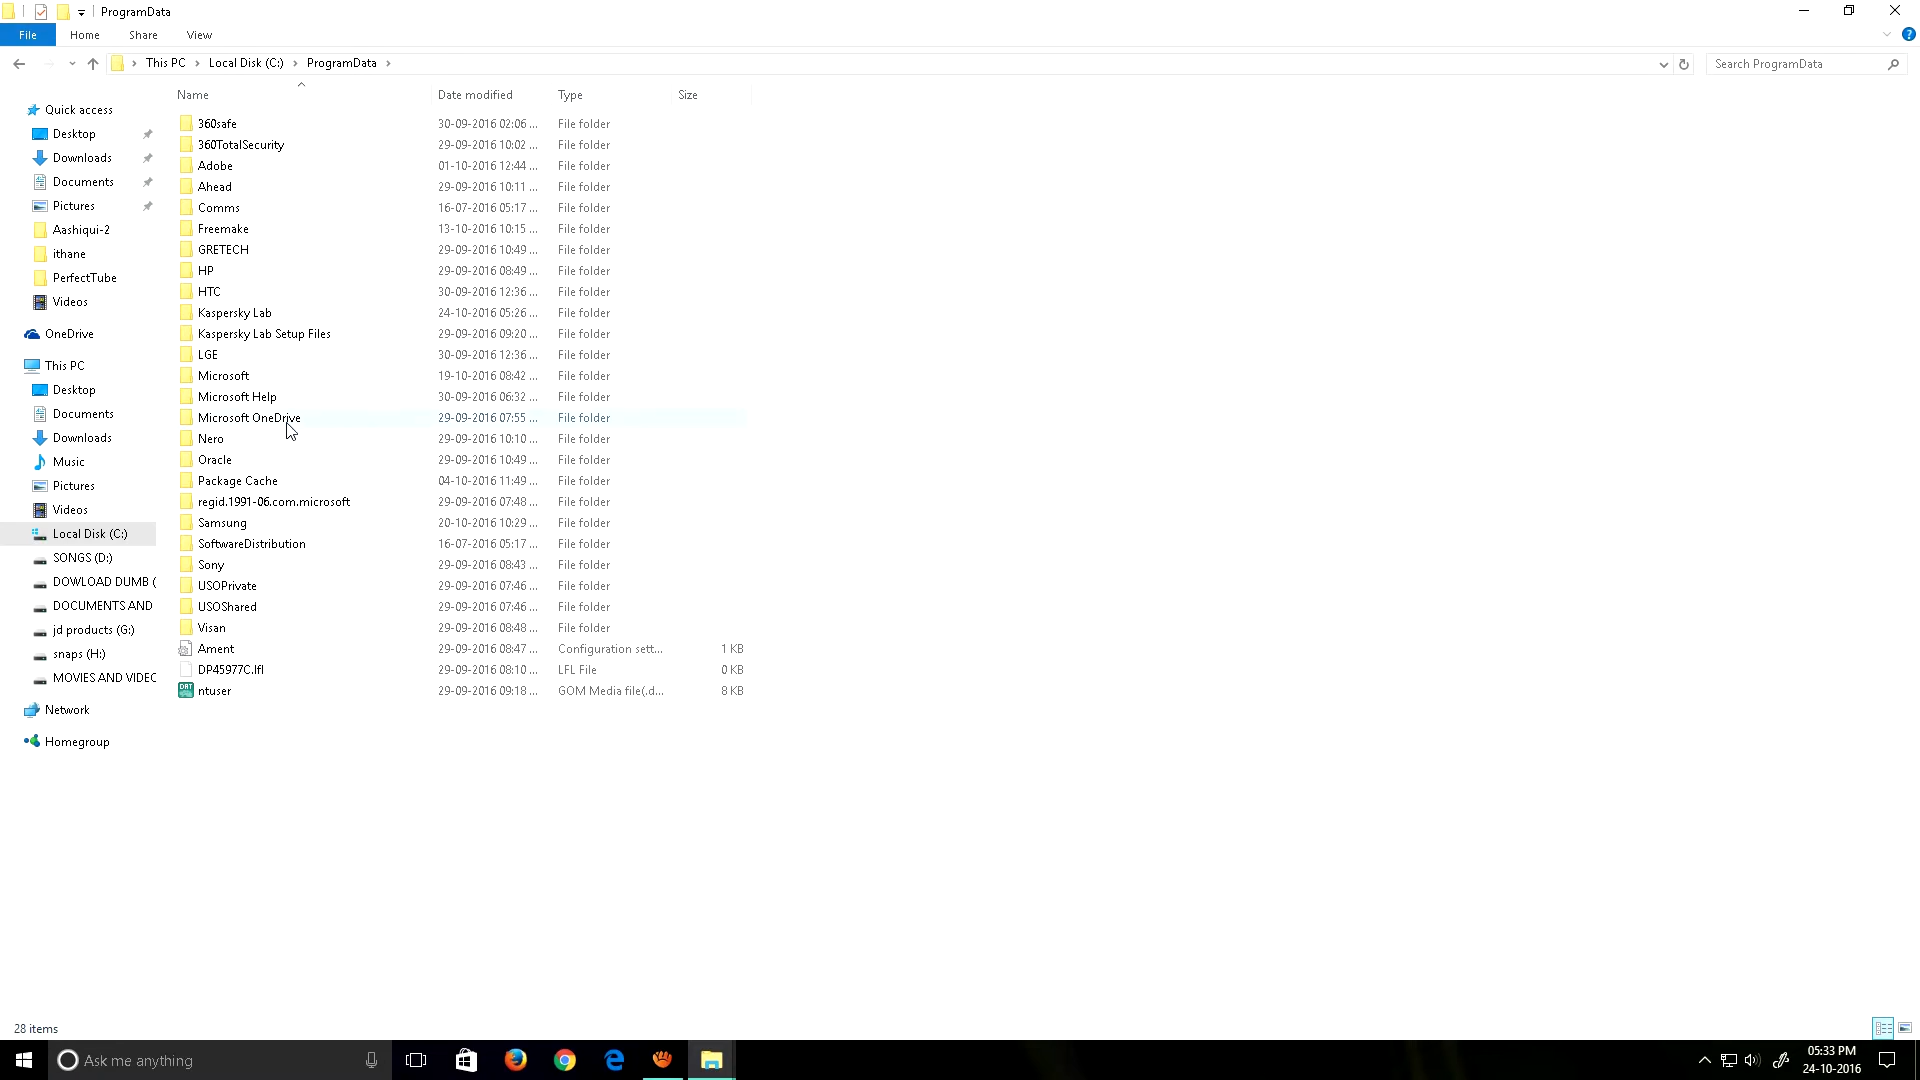 ProgramData
File Home Share View
This PC Local Disk (C:) ProgramData
Search ProgramData
Name Date modified Type Size
Quick access
Desktop
Downloads
Documents
Pictures
Aashiqui-2
ithane
PerfectTube
Videos
OneDrive
This PC
Desktop
Documents
Downloads
Music
Pictures
Videos
Local Disk (C:)
SONGS (D:)
DOWLOAD DUMB (
DOCUMENTS AND
jd products (G:)
snaps (H:)
MOVIES AND VIDEC
Network
Homegroup
360safe 30-09-2016 02:06 ... File folder
360TotalSecurity 29-09-2016 10:02 ... File folder
Adobe 01-10-2016 12:44 ... File folder
Ahead 29-09-2016 10:11 ... File folder
Comms 16-07-2016 05:17 ... File folder
Freemake 13-10-2016 10:15 ... File folder
GRETECH 29-09-2016 10:49 ... File folder
HP 29-09-2016 08:49 ... File folder
HTC 30-09-2016 12:36 ... File folder
Kaspersky Lab 24-10-2016 05:26 ... File folder
Kaspersky Lab Setup Files 29-09-2016 09:20 ... File folder
LGE 30-09-2016 12:36 ... File folder
Microsoft 19-10-2016 08:42 ... File folder
Microsoft Help 30-09-2016 06:32 ... File folder
Microsoft OneDrive 29-09-2016 07:55 ... File folder
Nero 29-09-2016 10:10 ... File folder
Oracle 29-09-2016 10:49 ... File folder
Package Cache 04-10-2016 11:49 ... File folder
regid.1991-06.com.microsoft 29-09-2016 07:48 ... File folder
Samsung 20-10-2016 10:29 ... File folder
SoftwareDistribution 16-07-2016 05:17 ... File folder
Sony 29-09-2016 08:43 ... File folder
USOPrivate 29-09-2016 07:46 ... File folder
USOShared 29-09-2016 07:46 ... File folder
Visan 29-09-2016 08:48 ... File folder
Ament 29-09-2016 08:47 ... Configuration sett... 1 KB
DP45977C.lfl 29-09-2016 08:10 ... LFL File 0 KB
ntuser 29-09-2016 09:18 ... GOM Media file(.d... 8 KB
28 items
Ask me anything
05:33 PM
24-10-2016